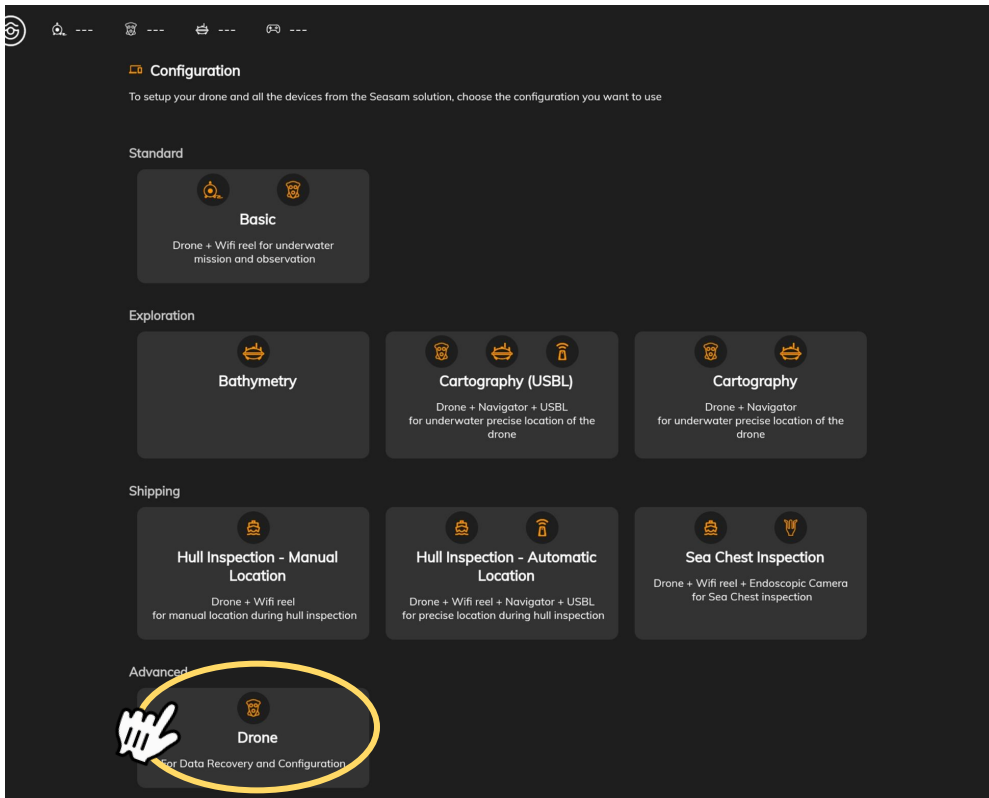 --- --- --- ---
Configuration
To setup your drone and all the devices from the Seasam solution, choose the configuration you want to use
Standard
Basic
Drone + Wifi reel for underwater
mission and observation
Exploration
Bathymetry
Cartography (USBL)
Drone + Navigator + USBL
for underwater precise location of the
drone
Cartography
Drone + Navigator
for underwater precise location of the
drone
Shipping
Hull Inspection - Manual
Location
Drone + Wifi reel
for manual location during hull inspection
Hull Inspection - Automatic
Location
Drone + Wifi reel + Navigator + USBL
for precise location during hull inspection
Sea Chest Inspection
Drone + Wifi reel + Endoscopic Camera
for Sea Chest inspection
Advanced
Drone
For Data Recovery and Configuration